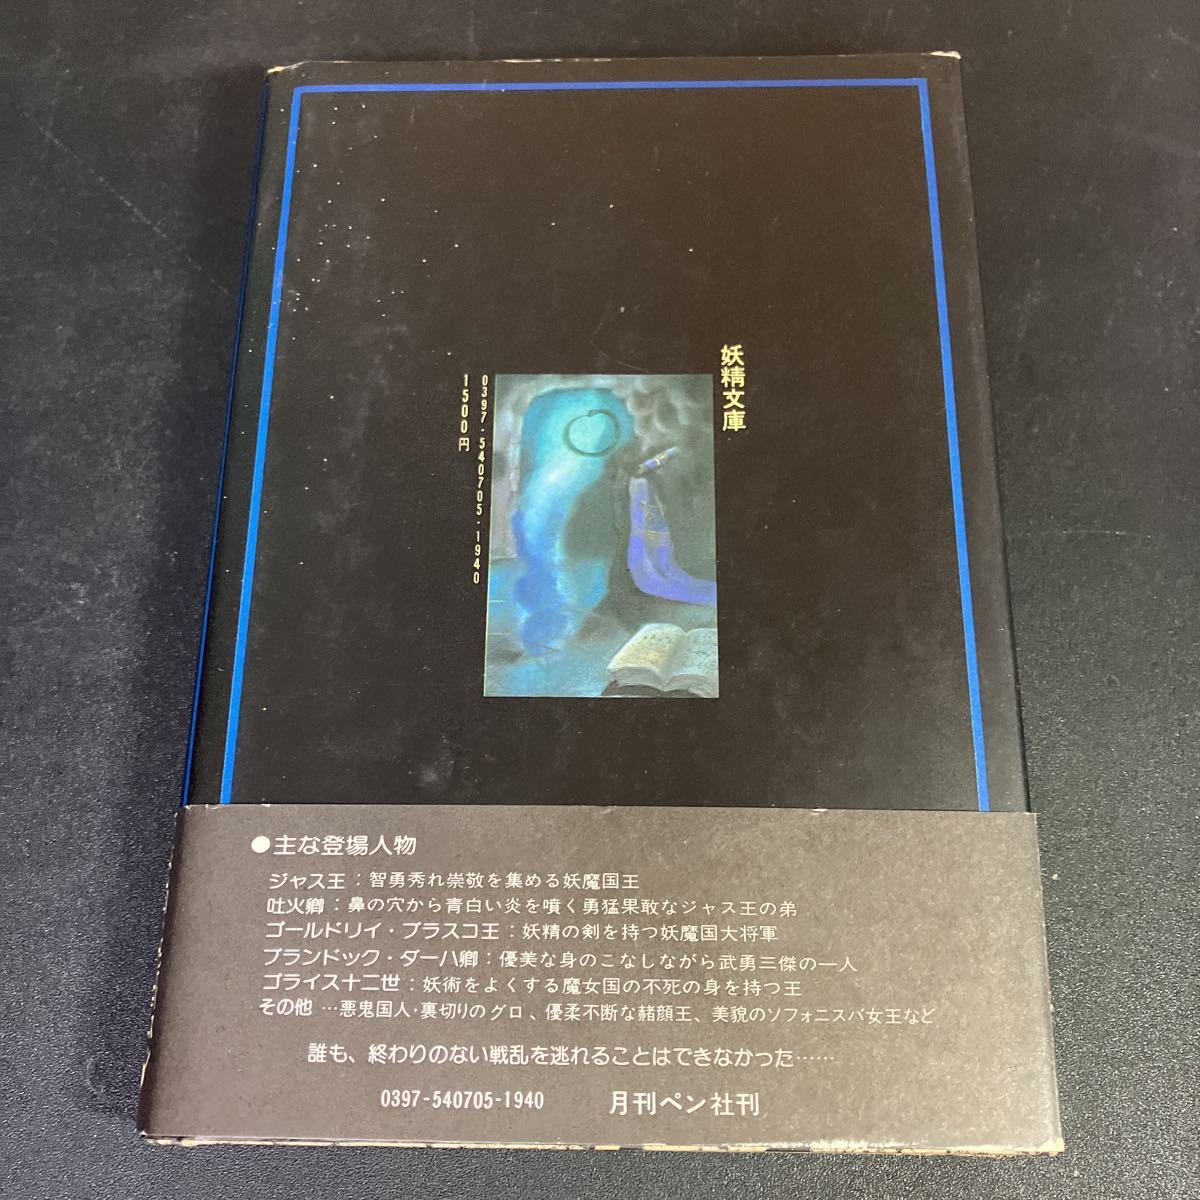 妖精文庫
0397-540705-1940
1500円
●主な登場人物
ジャス王：智勇秀れ崇敬を集める妖魔国王
吐火卿：鼻の穴から青白い炎を噴く勇猛果敢なジャス王の弟
ゴールドリイ・ブラスコ王：妖精の剣を持つ妖魔国大将軍
ブランドック・ダーハ卿：優美な身のこなしながら武勇三傑の一人
ゴライス十二世：妖術をよくする魔女国の不死の身を持つ王
その他…悪鬼国人・裏切りのグロ、優柔不断な赭顔王、美貌のソフォニスバ女王など
誰も、終わりのない戦乱を逃れることはできなかった……
0397-540705-1940 月刊ペン社刊